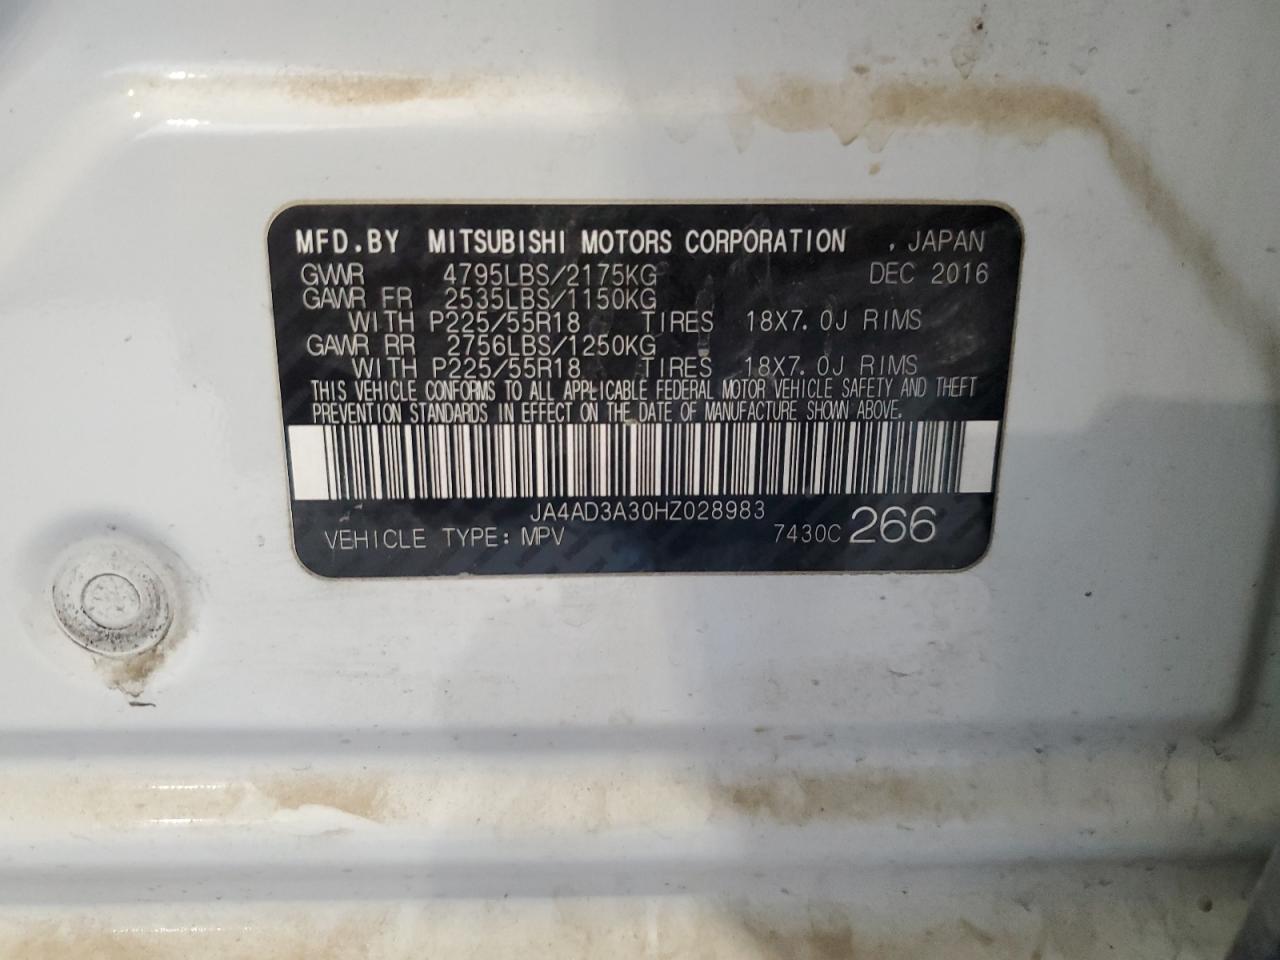 MFD.BY MITSUBISHI MOTORS CORPORATION , JAPAN
GVWR 4795LBS/2175KG DEC 2016
GAWR FR 2535LBS/1150KG
WITH P225/55R18 TIRES 18X7.0J RIMS
GAWR RR 2756LBS/1250KG
WITH P225/55R18 TIRES 18X7.0J RIMS
THIS VEHICLE CONFORMS TO ALL APPLICABLE FEDERAL MOTOR VEHICLE SAFETY AND THEFT
PREVENTION STANDARDS IN EFFECT ON THE DATE OF MANUFACTURE SHOWN ABOVE.
JA4AD3A30HZ028983
VEHICLE TYPE: MPV 7430C 266